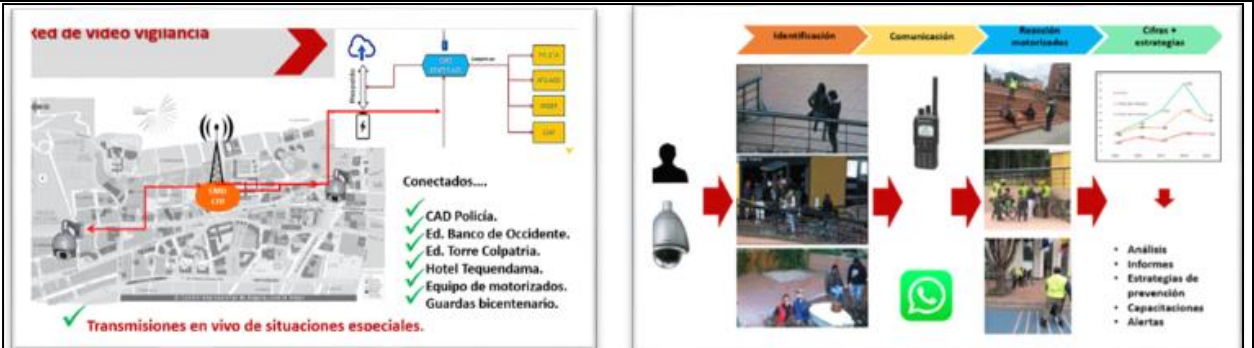 Red de video vigilancia
Respaldo
POLICÍA
Conectados....
CAD Policía.
Ed. Banco de Occidente.
Ed. Torre Colpatria.
Hotel Tequendama.
Equipo de motorizados.
Guardas bicentenario.
Transmisiones en vivo de situaciones especiales.
Identificación
Comunicación
Reacción
motorizados
Cifras +
estrategias
• Análisis
• Informes
• Estrategias de
prevención
• Capacitaciones
• Alertas